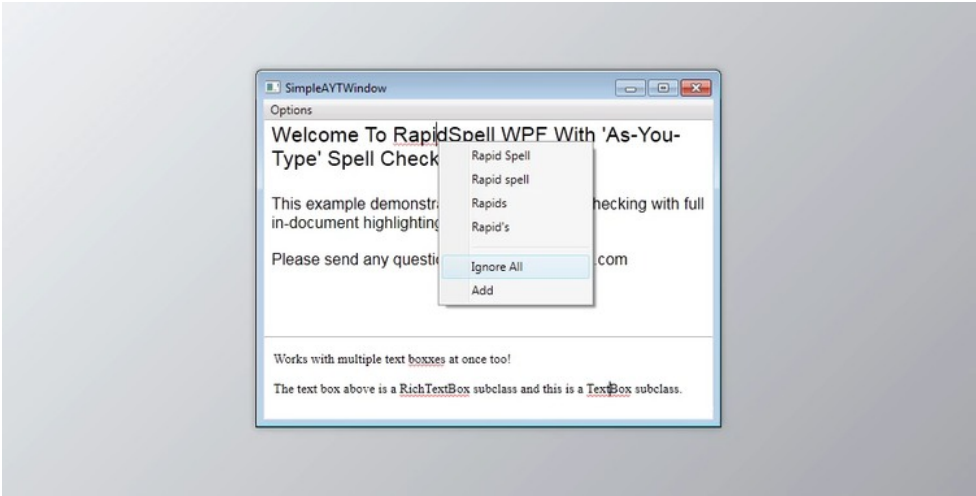 SimpleAYTWindow
Options
Welcome To RapidSpell WPF With 'As-You-
Type' Spell Check
This example demonstra hecking with full
in-document highlighting
Please send any questi .com
Rapid Spell
Rapid spell
Rapids
Rapid's
Ignore All
Add
Works with multiple text boxxes at once too!
The text box above is a RichTextBox subclass and this is a TextBox subclass.